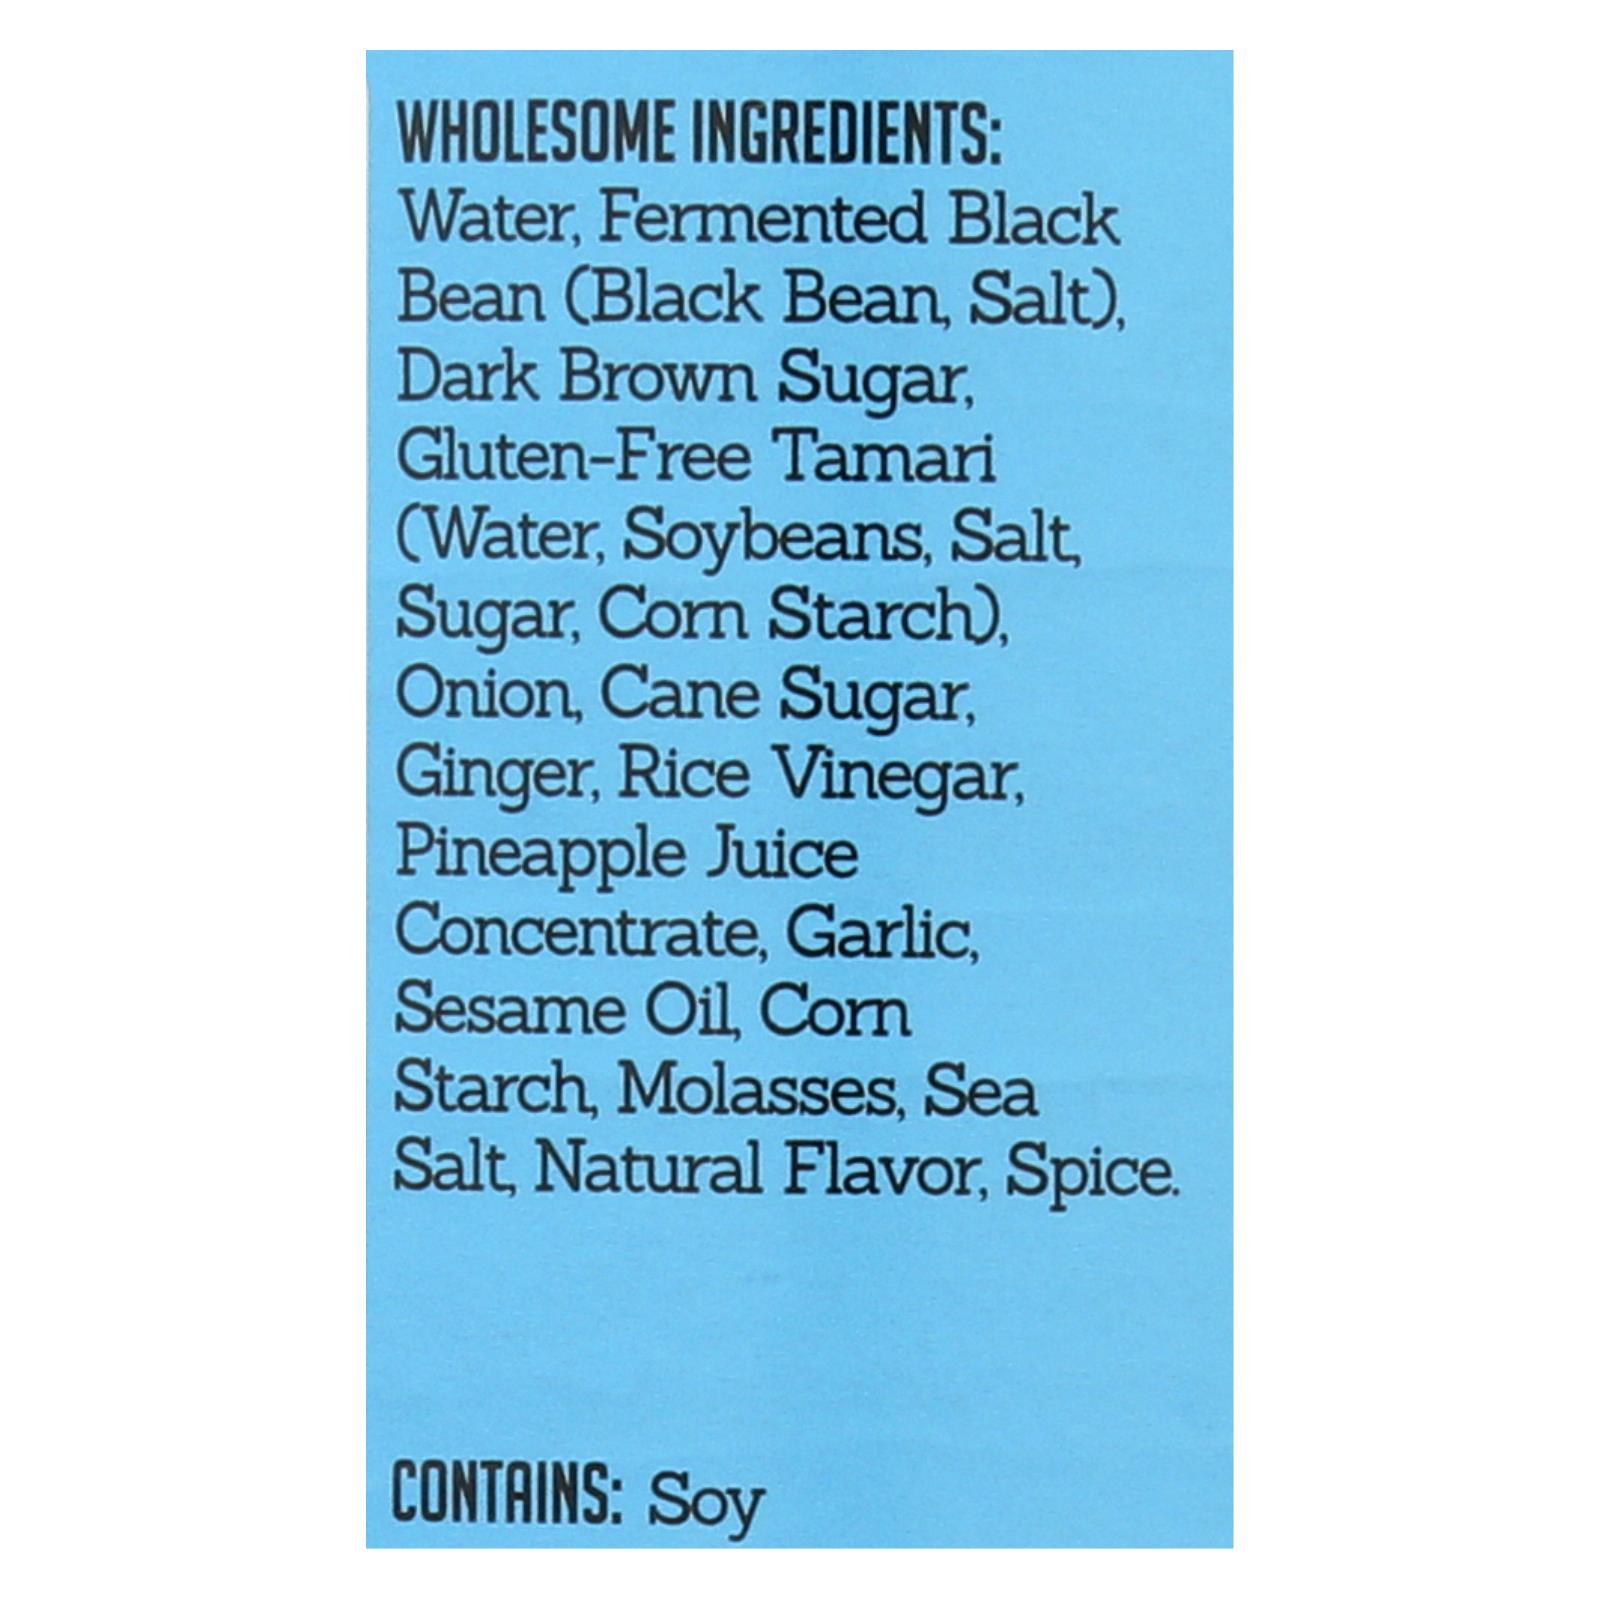 WHOLESOME INGREDIENTS:
Water, Fermented Black
Bean (Black Bean, Salt),
Dark Brown Sugar,
Gluten-Free Tamari
(Water, Soybeans, Salt,
Sugar, Corn Starch),
Onion, Cane Sugar,
Ginger, Rice Vinegar,
Pineapple Juice
Concentrate, Garlic,
Sesame Oil, Corn
Starch, Molasses, Sea
Salt, Natural Flavor, Spice.
CONTAINS: Soy